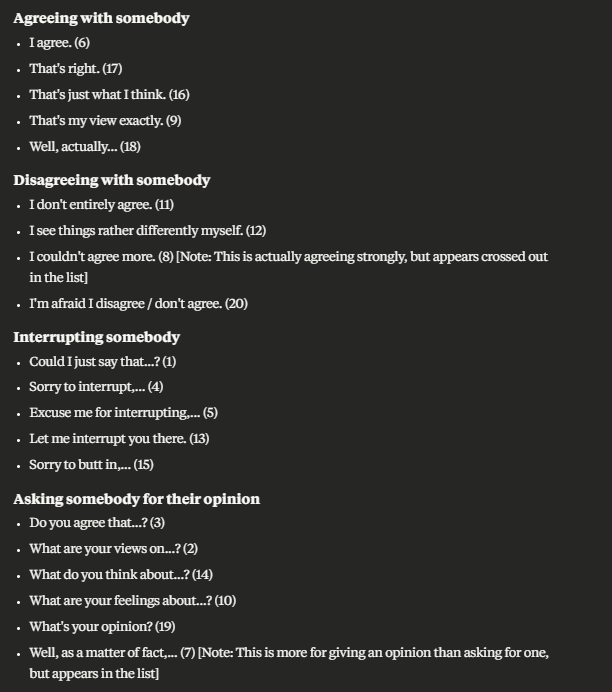 Agreeing with somebody
• I agree. (6)
• That's right. (17)
• That's just what I think. (16)
• That's my view exactly. (9)
• Well, actually... (18)
Disagreeing with somebody
• I don't entirely agree. (11)
• I see things rather differently myself. (12)
• I couldn't agree more. (8) [Note: This is actually agreeing strongly, but appears crossed out
in the list]
• I'm afraid I disagree / don't agree. (20)
Interrupting somebody
• Could I just say that...? (1)
• Sorry to interrupt,... (4)
• Excuse me for interrupting,... (5)
• Let me interrupt you there. (13)
• Sorry to butt in,... (15)
Asking somebody for their opinion
• Do you agree that...? (3)
• What are your views on...? (2)
• What do you think about...? (14)
• What are your feelings about...? (10)
• What's your opinion? (19)
• Well, as a matter of fact,... (7) [Note: This is more for giving an opinion than asking for one,
but appears in the list]